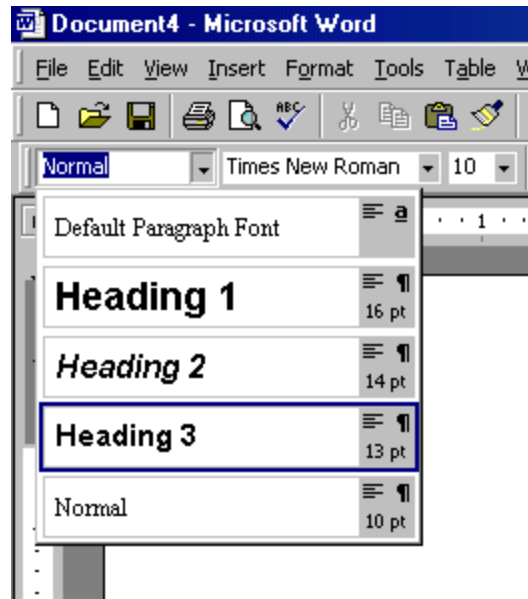 Document4 - Microsoft Word
File Edit View Insert Format Tools Table
ABC
Normal Times New Roman 10
Default Paragraph Font a
1
Heading 1 ¶
16 pt
Heading 2 ¶
14 pt
Heading 3 ¶
13 pt
Normal ¶
10 pt